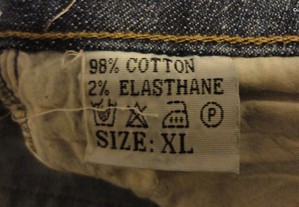 98% COTTON
2% ELASTHANE
P
SIZE: XL